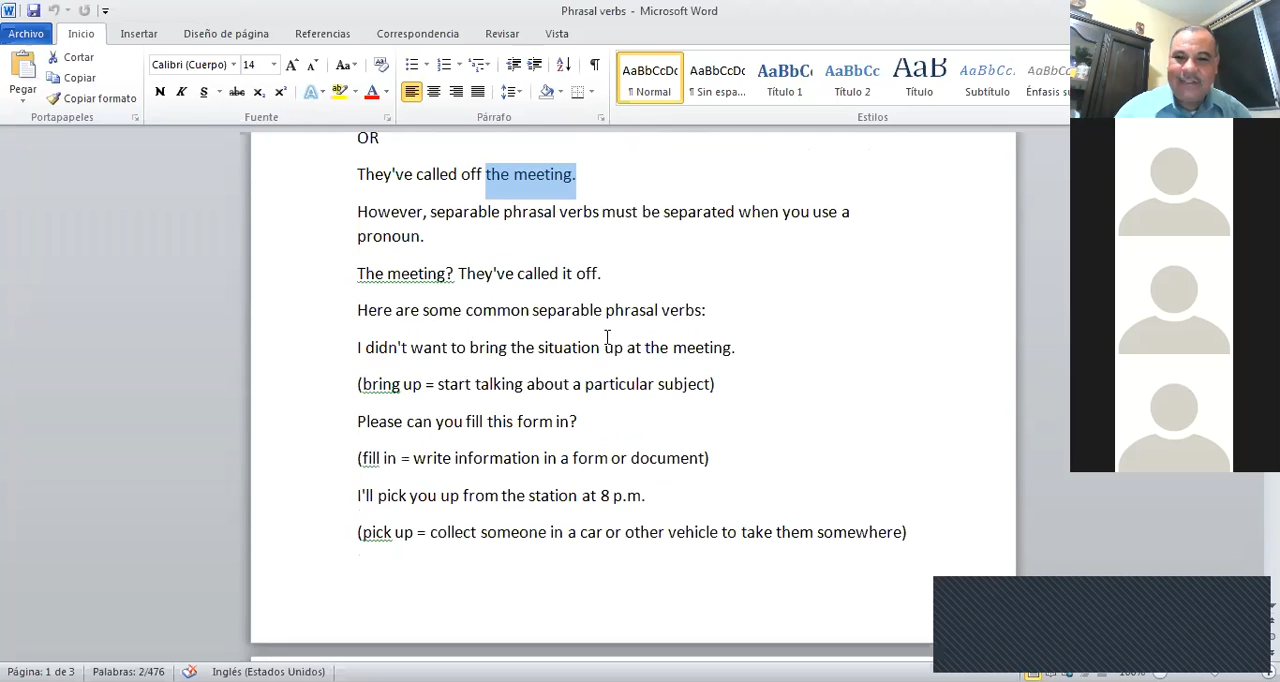 Phrasal verbs - Microsoft Word
Archivo Inicio Insertar Diseño de página Referencias Correspondencia Revisar Vista
Pegar
Cortar
Copiar
Copiar formato
Portapapeles
Calibri (Cuerpo) 14
Fuente
Párrafo
AaBbCcDc AaBbCcDc AaBbC AaBbCc AaB AaBbCc. AaBbCc
¶ Normal ¶ Sin espa... Título 1 Título 2 Título Subtítulo Énfasis su
Estilos
OR
They've called off the meeting.
However, separable phrasal verbs must be separated when you use a
pronoun.
The meeting? They've called it off.
Here are some common separable phrasal verbs:
I didn't want to bring the situation up at the meeting.
(bring up = start talking about a particular subject)
Please can you fill this form in?
(fill in = write information in a form or document)
I'll pick you up from the station at 8 p.m.
(pick up = collect someone in a car or other vehicle to take them somewhere)
Página: 1 de 3 Palabras: 2/476 Inglés (Estados Unidos)